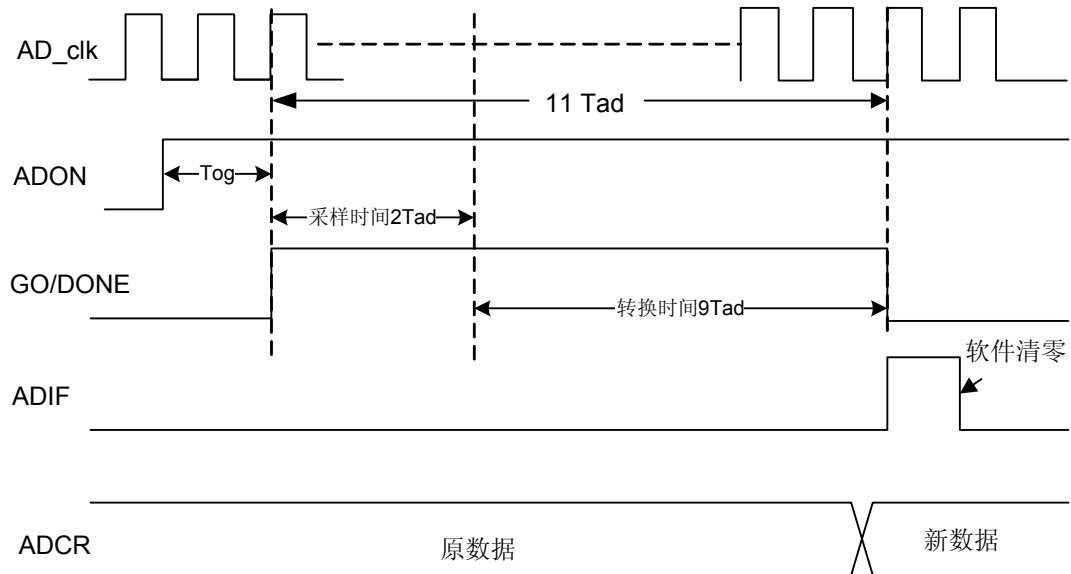 AD_clk
11 Tad
ADON
Tog
采样时间2Tad
GO/DONE
转换时间9Tad
软件清零
ADIF
ADCR
原数据
新数据